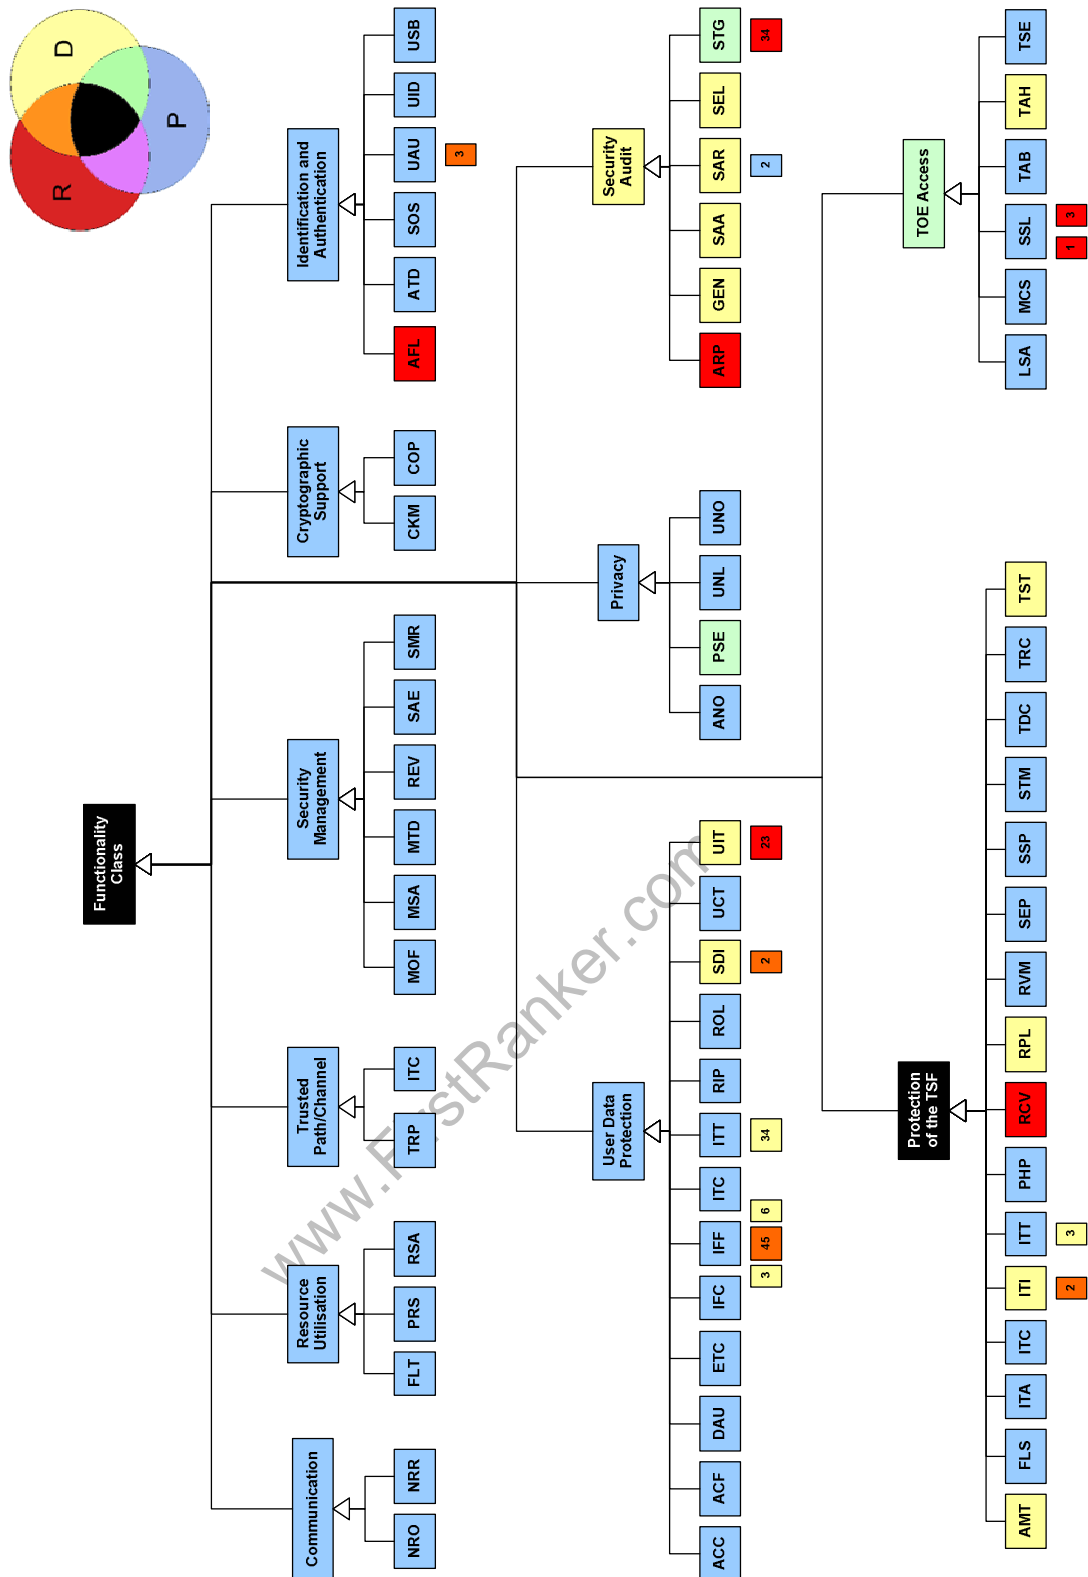 Functionality
Class
R
D
P
Communication
Resource
Utilisation
Trusted
Path/Channel
Security
Management
Cryptographic
Support
Identification and
Authentication
NRO
NRR
FLT
PRS
RSA
TRP
ITC
MOF
MSA
MTD
REV
SAE
SMR
CKM
COP
AFL
ATD
SOS
UAU
UID
USB
3
User Data
Protection
Privacy
Security
Audit
ACC
ACF
DAU
ETC
IFC
IFF
ITC
ITT
RIP
ROL
SDI
UCT
UIT
3
45
6
34
2
23
ANO
PSE
UNL
UNO
ARP
GEN
SAA
SAR
SEL
STG
2
34
Protection
of the TSF
TOE Access
AMT
FLS
ITA
ITC
ITI
ITT
PHP
RCV
RPL
RVM
SEP
SSP
STM
TDC
TRC
TST
2
3
LSA
MCS
SSL
TAB
TAH
TSE
1
3
www.FirstRanker.com